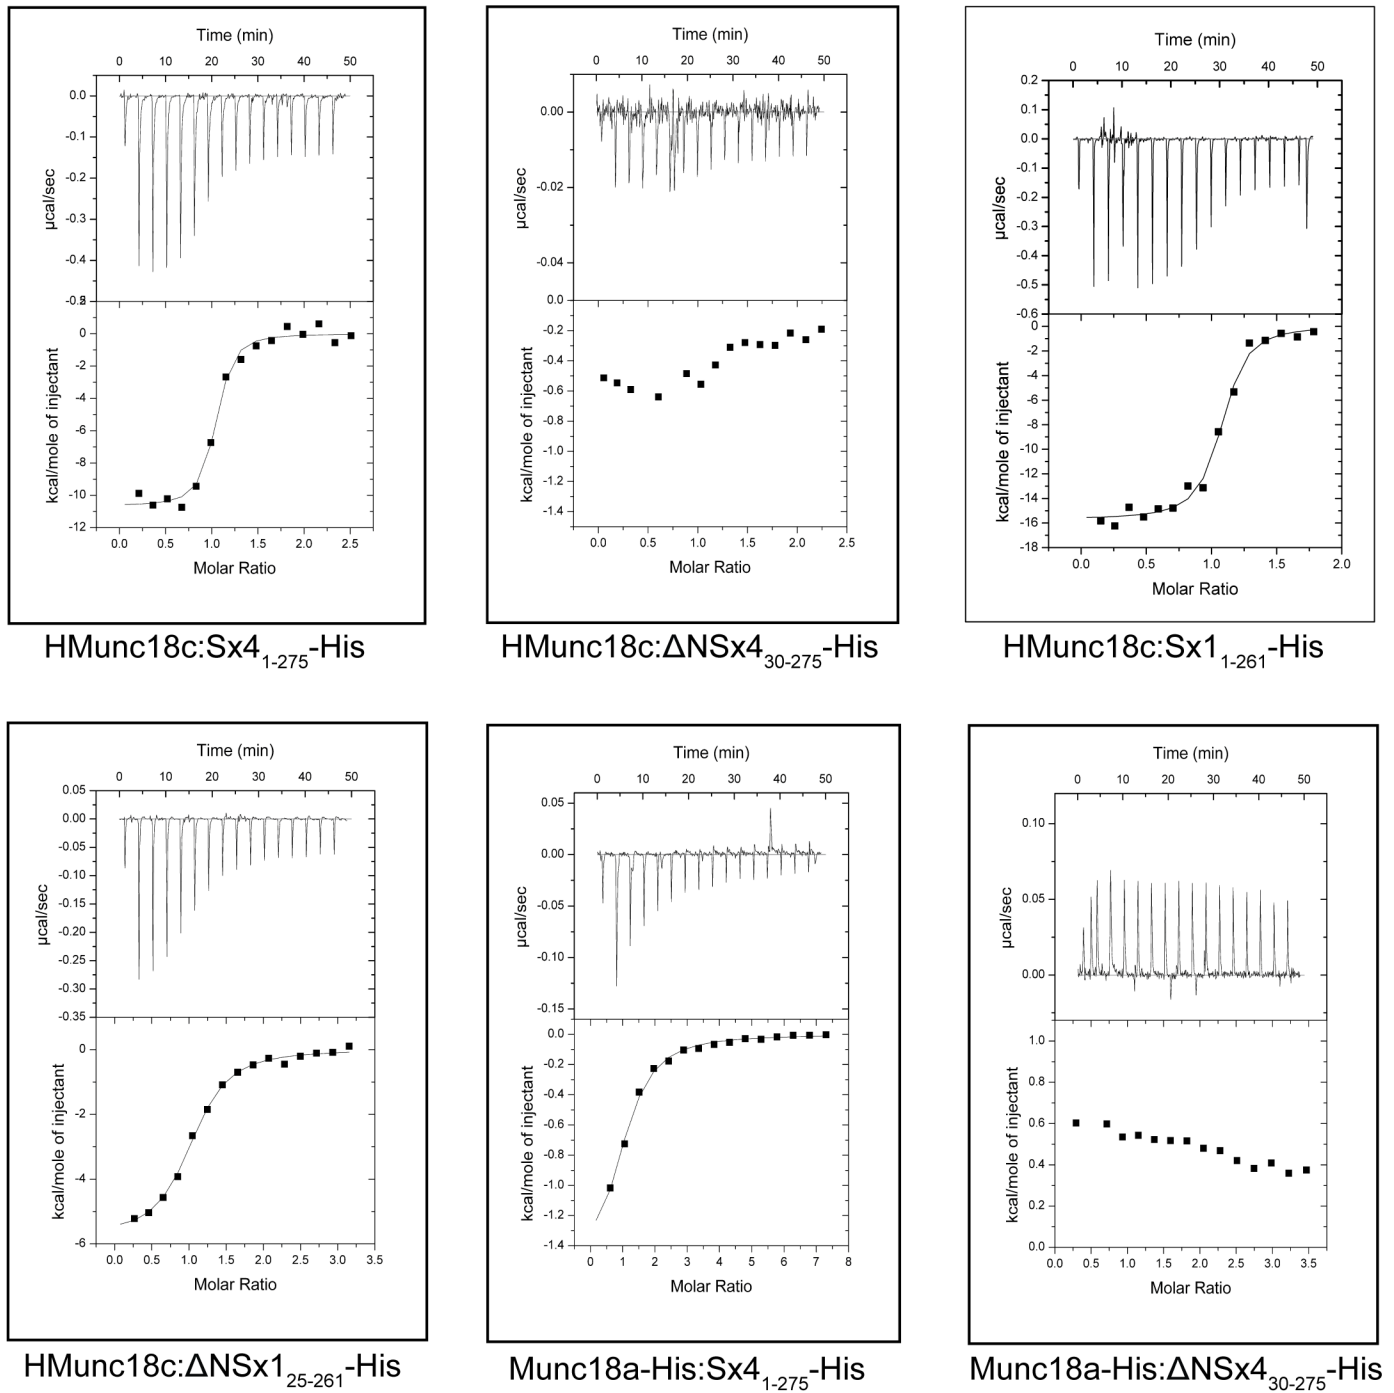 Time (min)
0 10 20 30 40 50
0.0
-0.1
-0.2
-0.3
-0.4
µcal/sec
0
-2
-4
-6
-8
-10
-12
kcal/mole of injectant
0.0 0.5 1.0 1.5 2.0 2.5
Molar Ratio
HMunc18c:Sx4₁₋₂₇₅-His
Time (min)
0 10 20 30 40 50
0.00
-0.02
-0.04
µcal/sec
0.0
-0.2
-0.4
-0.6
-0.8
-1.0
-1.2
-1.4
kcal/mole of injectant
0.0 0.5 1.0 1.5 2.0 2.5
Molar Ratio
HMunc18c:ΔNSx4₃₀₋₂₇₅-His
Time (min)
0 10 20 30 40 50
0.2
0.1
0.0
-0.1
-0.2
-0.3
-0.4
-0.5
-0.6
µcal/sec
0
-2
-4
-6
-8
-10
-12
-14
-16
-18
kcal/mole of injectant
0.0 0.5 1.0 1.5 2.0
Molar Ratio
HMunc18c:Sx1₁₋₂₆₁-His
Time (min)
0 10 20 30 40 50
0.05
0.00
-0.05
-0.10
-0.15
-0.20
-0.25
-0.30
-0.35
µcal/sec
0
-2
-4
-6
kcal/mole of injectant
0.0 0.5 1.0 1.5 2.0 2.5 3.0 3.5
Molar Ratio
HMunc18c:ΔNSx1₂₅₋₂₆₁-His
Time (min)
0 10 20 30 40 50
0.05
0.00
-0.05
-0.10
-0.15
µcal/sec
0.0
-0.2
-0.4
-0.6
-0.8
-1.0
-1.2
-1.4
kcal/mole of injectant
0 1 2 3 4 5 6 7 8
Molar Ratio
Munc18a-His:Sx4₁₋₂₇₅-His
Time (min)
0 10 20 30 40 50
0.10
0.05
0.00
µcal/sec
1.0
0.8
0.6
0.4
0.2
0.0
kcal/mole of injectant
0.0 0.5 1.0 1.5 2.0 2.5 3.0 3.5
Molar Ratio
Munc18a-His:ΔNSx4₃₀₋₂₇₅-His